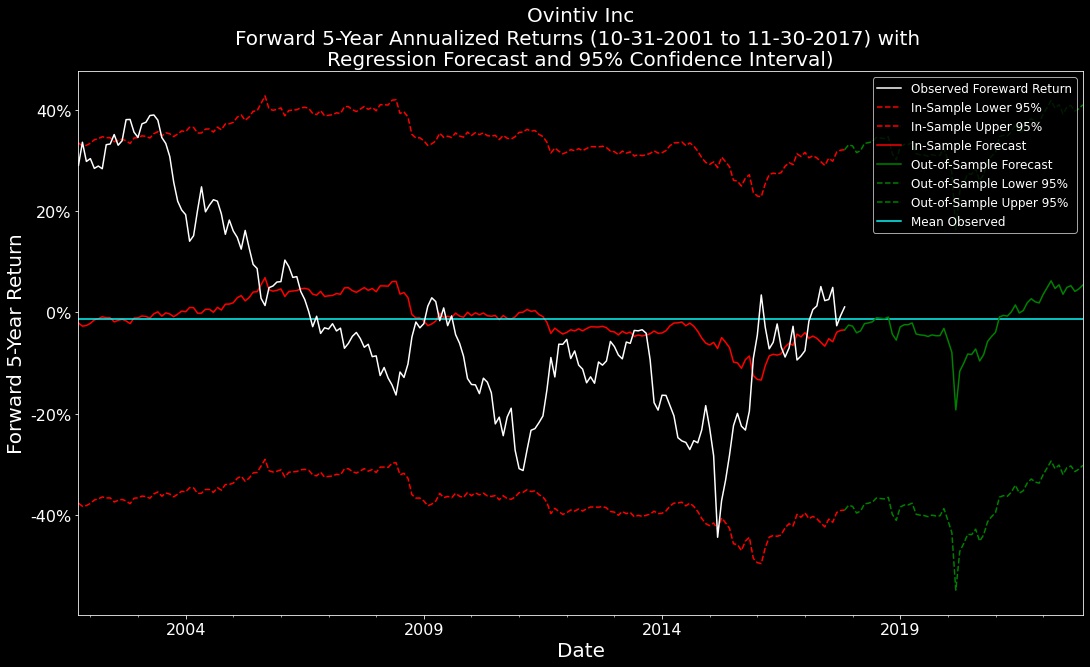 Ovintiv Inc
Forward 5-Year Annualized Returns (10-31-2001 to 11-30-2017) with
Regression Forecast and 95% Confidence Interval)
Observed Foreward Return
In-Sample Lower 95%
In-Sample Upper 95%
In-Sample Forecast
Out-of-Sample Forecast
Out-of-Sample Lower 95%
Out-of-Sample Upper 95%
Mean Observed
Forward 5-Year Return
40%
20%
0%
-20%
-40%
2004
2009
2014
2019
Date